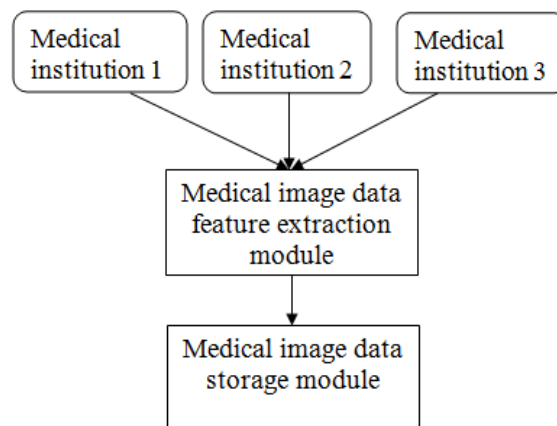 Medical
institution 1
Medical
institution 2
Medical
institution 3
Medical image data
feature extraction
module
Medical image data
storage module